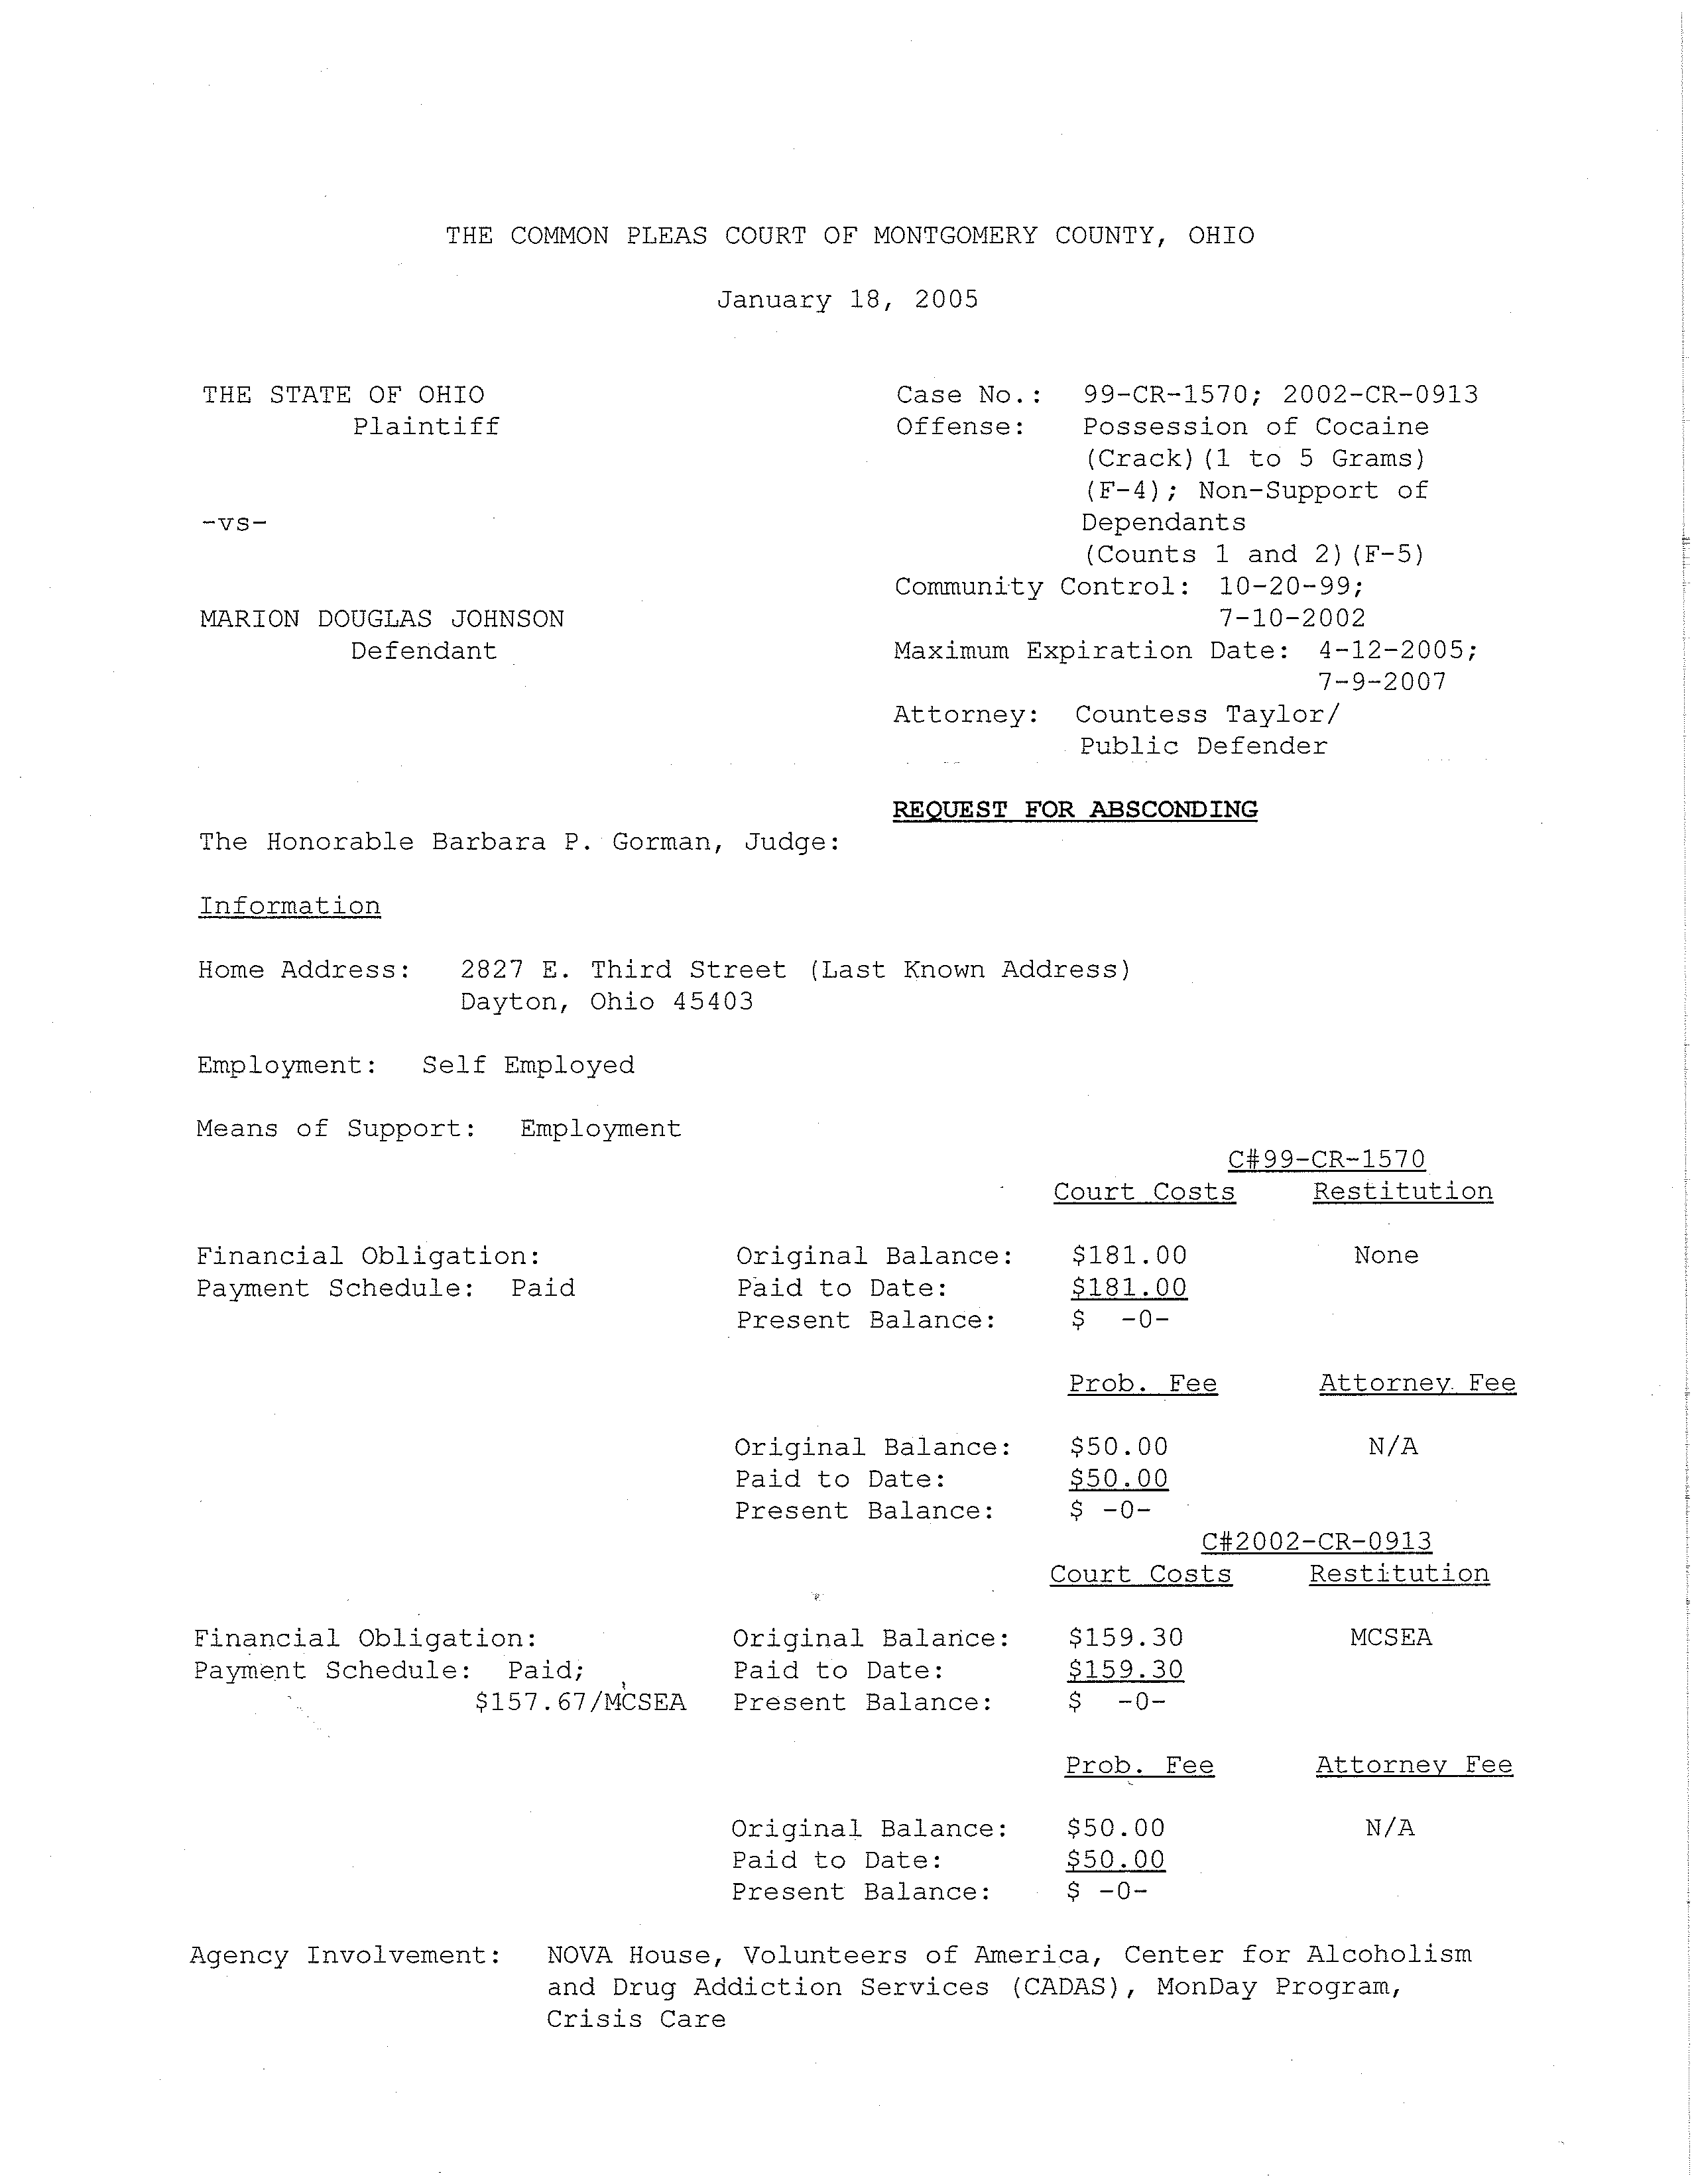 THE COMMON PLEAS COURT OF MONTGOMERY COUNTY, OHIO
January 18, 2005
THE STATE OF OHIO Case No.: 99-CR-1570; 2002-CR-0913
Plaintiff Offense: Possession of Cocaine
(Crack)(1 to 5 Grams)
(F-4); Non-Support of
-vs- Dependants
(Counts 1 and 2)(F-5)
Community Control: 10-20-99;
MARION DOUGLAS JOHNSON 7-10-2002
Defendant Maximum Expiration Date: 4-12-2005;
7-9-2007
Attorney: Countess Taylor/
Public Defender
REQUEST FOR ABSCONDING
The Honorable Barbara P. Gorman, Judge:
Information
Home Address: 2827 E. Third Street (Last Known Address)
Dayton, Ohio 45403
Employment: Self Employed
Means of Support: Employment
C#99-CR-1570
Court Costs Restitution
Financial Obligation: Original Balance: $181.00 None
Payment Schedule: Paid Paid to Date: $181.00
Present Balance: $ -0-
Prob. Fee Attorney Fee
Original Balance: $50.00 N/A
Paid to Date: $50.00
Present Balance: $ -0-
C#2002-CR-0913
Court Costs Restitution
Financial Obligation: Original Balance: $159.30 MCSEA
Payment Schedule: Paid; Paid to Date: $159.30
$157.67/MCSEA Present Balance: $ -0-
Prob. Fee Attorney Fee
Original Balance: $50.00 N/A
Paid to Date: $50.00
Present Balance: $ -0-
Agency Involvement: NOVA House, Volunteers of America, Center for Alcoholism
and Drug Addiction Services (CADAS), MonDay Program,
Crisis Care